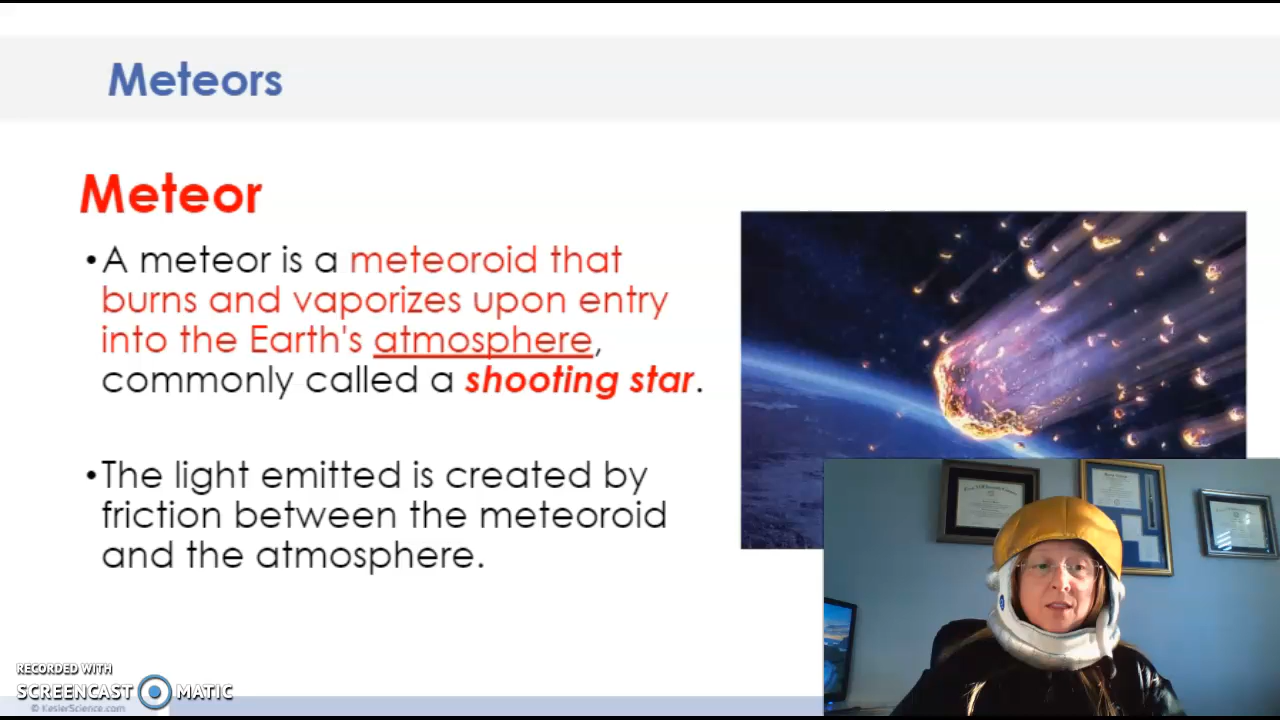 Meteors
Meteor
•A meteor is a meteoroid that
burns and vaporizes upon entry
into the Earth's atmosphere,
commonly called a shooting star.
•The light emitted is created by
friction between the meteoroid
and the atmosphere.
RECORDED WITH
SCREENCAST MATIC
© KeslerScience.com